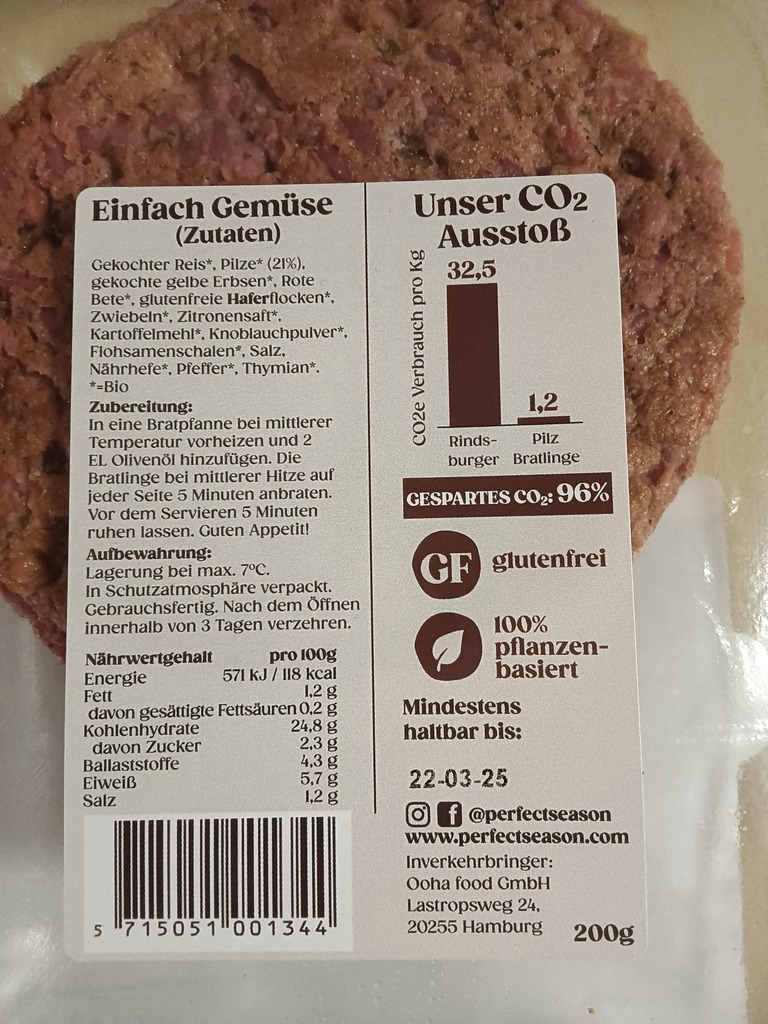 Einfach Gemüse
(Zutaten)
Gekochter Reis*, Pilze* (21%),
gekochte gelbe Erbsen*, Rote
Bete*, glutenfreie Haferflocken*,
Zwiebeln*, Zitronensaft*,
Kartoffelmehl*, Knoblauchpulver*,
Flohsamenschalen*, Salz,
Nährhefe*, Pfeffer*, Thymian*.
*=Bio
Zubereitung:
In eine Bratpfanne bei mittlerer
Temperatur vorheizen und 2
EL Olivenöl hinzufügen. Die
Bratlinge bei mittlerer Hitze auf
jeder Seite 5 Minuten anbraten.
Vor dem Servieren 5 Minuten
ruhen lassen. Guten Appetit!
Aufbewahrung:
Lagerung bei max. 7ºC.
In Schutzatmosphäre verpackt.
Gebrauchsfertig. Nach dem Öffnen
innerhalb von 3 Tagen verzehren.
Nährwertgehalt pro 100g
Energie 571 kJ / 118 kcal
Fett 1,2 g
davon gesättigte Fettsäuren 0,2 g
Kohlenhydrate 24,8 g
davon Zucker 2,3 g
Ballaststoffe 4,3 g
Eiweiß 5,7 g
Salz 1,2 g
5 715051 001344
Unser CO2
Ausstoß
CO2e Verbrauch pro Kg
32,5
1,2
Rinds-
burger
Pilz
Bratlinge
GESPARTES CO2: 96%
GF glutenfrei
100%
pflanzen-
basiert
Mindestens
haltbar bis:
22-03-25
@perfectseason
www.perfectseason.com
Inverkehrbringer:
Ooha food GmbH
Lastropsweg 24,
20255 Hamburg
200g